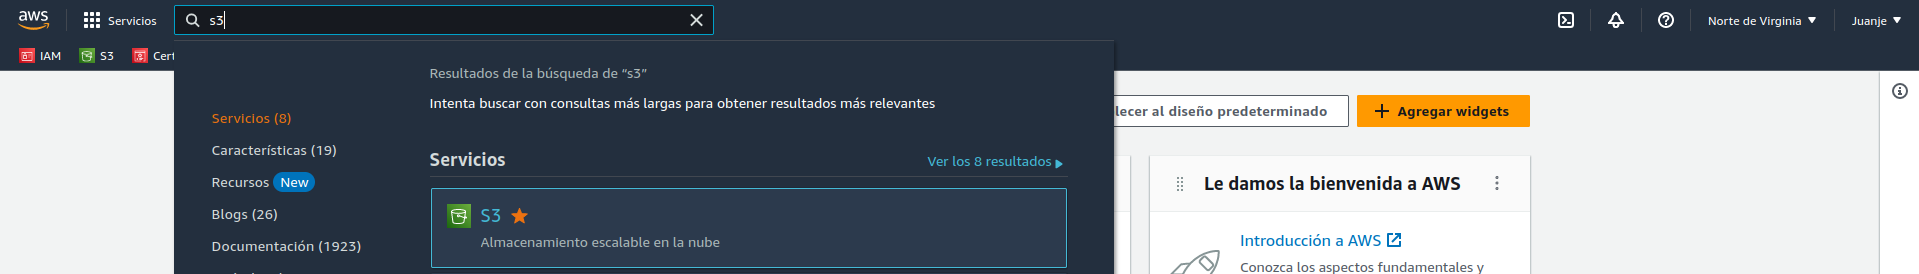 aws
Servicios
s3
Norte de Virginia
Juanje
IAM
S3
Cert
Resultados de la búsqueda de “s3”
Intenta buscar con consultas más largas para obtener resultados más relevantes
Servicios (8)
Características (19)
Recursos New
Blogs (26)
Documentación (1923)
Servicios
Ver los 8 resultados
S3
Almacenamiento escalable en la nube
lecer al diseño predeterminado
Agregar widgets
Le damos la bienvenida a AWS
Introducción a AWS
Conozca los aspectos fundamentales y